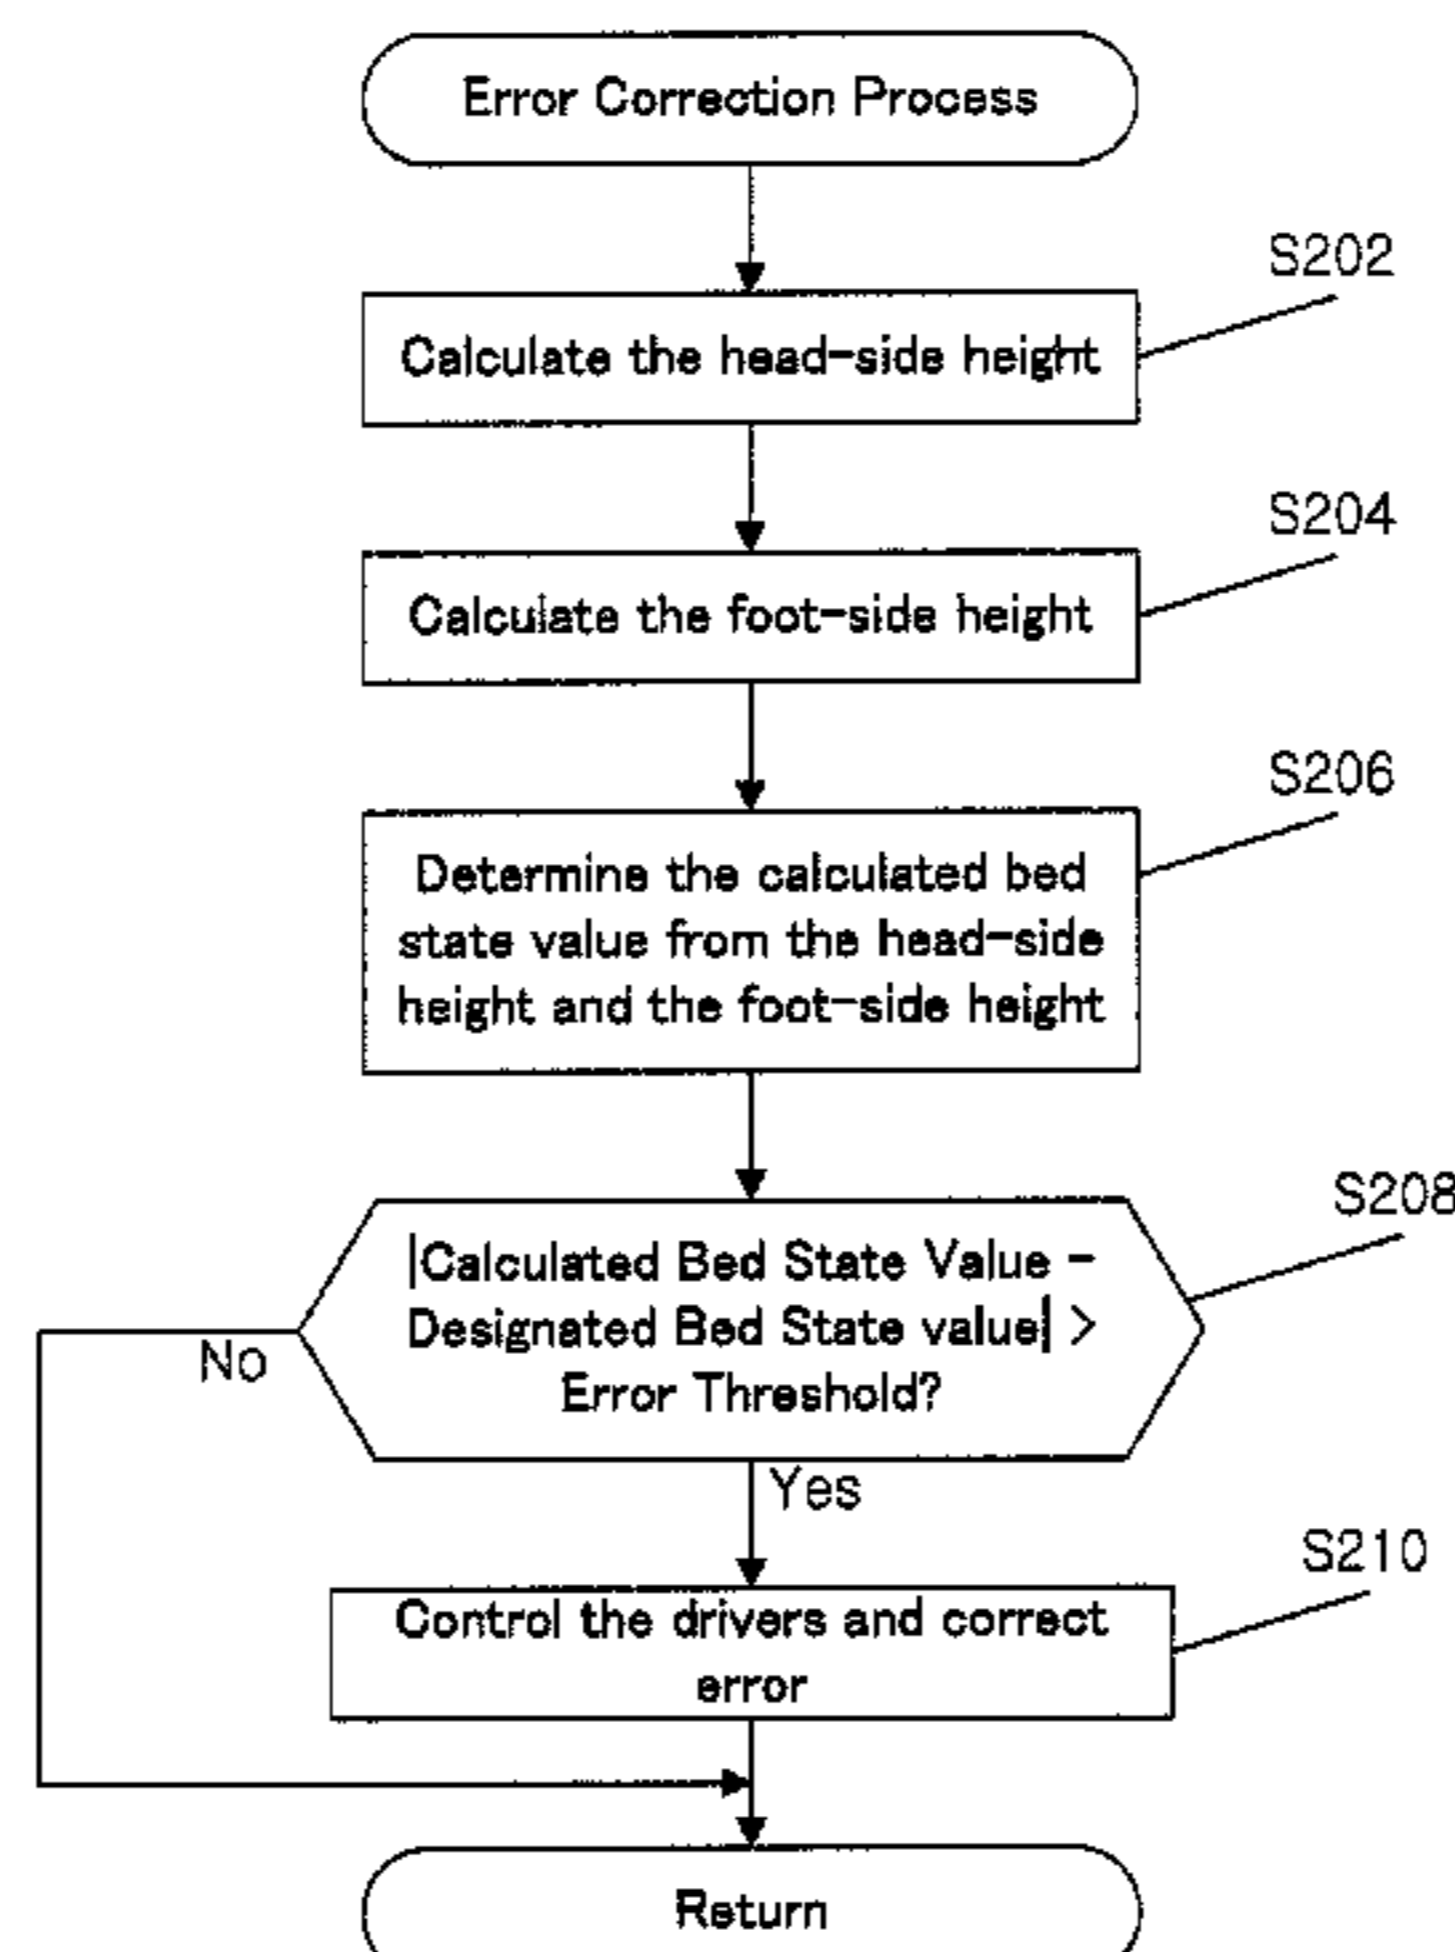 Error Correction Process
S202
Calculate the head-side height
S204
Calculate the foot-side height
S206
Determine the calculated bed
state value from the head-side
height and the foot-side height
S208
|Calculated Bed State Value -
Designated Bed State value| >
Error Threshold?
No
Yes
S210
Control the drivers and correct
error
Return